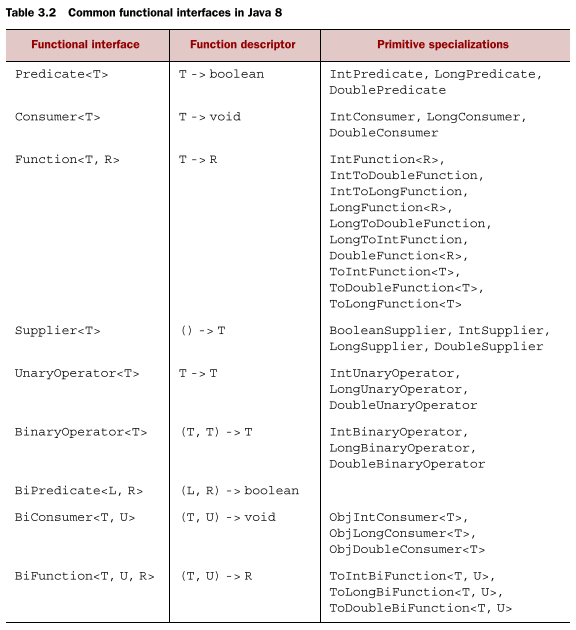 Table 3.2 Common functional interfaces in Java 8
Functional interface Function descriptor Primitive specializations
Predicate<T> T -> boolean IntPredicate, LongPredicate,
DoublePredicate
Consumer<T> T -> void IntConsumer, LongConsumer,
DoubleConsumer
Function<T, R> T -> R IntFunction<R>,
IntToDoubleFunction,
IntToLongFunction,
LongFunction<R>,
LongToDoubleFunction,
LongToIntFunction,
DoubleFunction<R>,
ToIntFunction<T>,
ToDoubleFunction<T>,
ToLongFunction<T>
Supplier<T> () -> T BooleanSupplier, IntSupplier,
LongSupplier, DoubleSupplier
UnaryOperator<T> T -> T IntUnaryOperator,
LongUnaryOperator,
DoubleUnaryOperator
BinaryOperator<T> (T, T) -> T IntBinaryOperator,
LongBinaryOperator,
DoubleBinaryOperator
BiPredicate<L, R> (L, R) -> boolean
BiConsumer<T, U> (T, U) -> void ObjIntConsumer<T>,
ObjLongConsumer<T>,
ObjDoubleConsumer<T>
BiFunction<T, U, R> (T, U) -> R ToIntBiFunction<T, U>,
ToLongBiFunction<T, U>,
ToDoubleBiFunction<T, U>